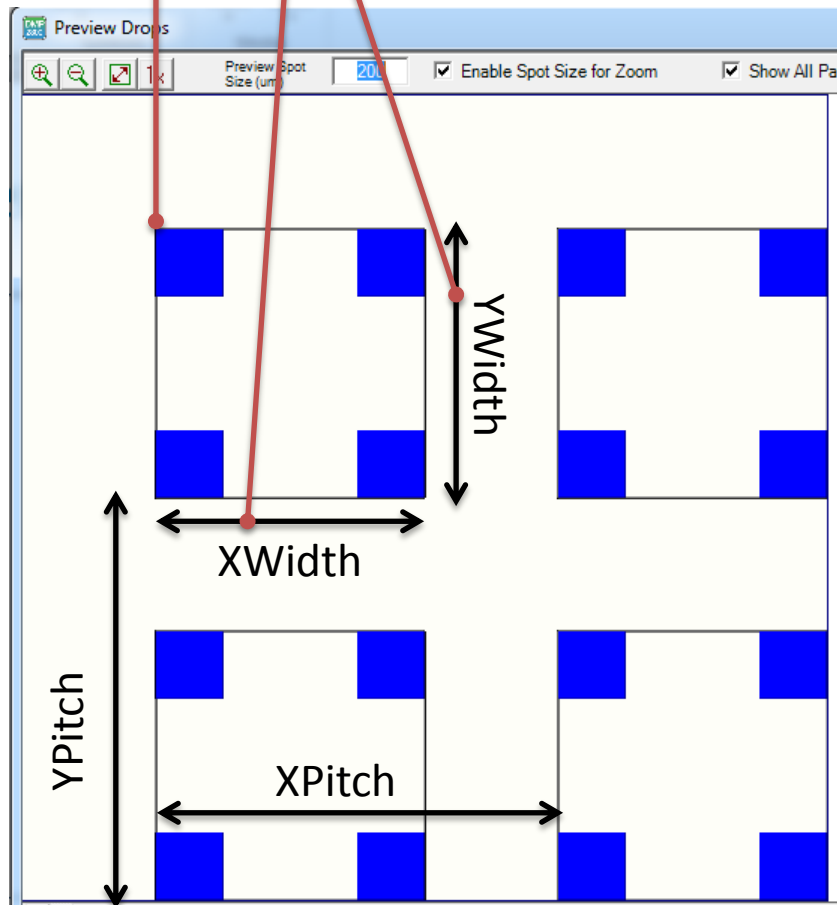 Preview Drops
1x
Preview Spot
Size (um)
200
Enable Spot Size for Zoom
Show All Pa
YWidth
XWidth
YPitch
XPitch